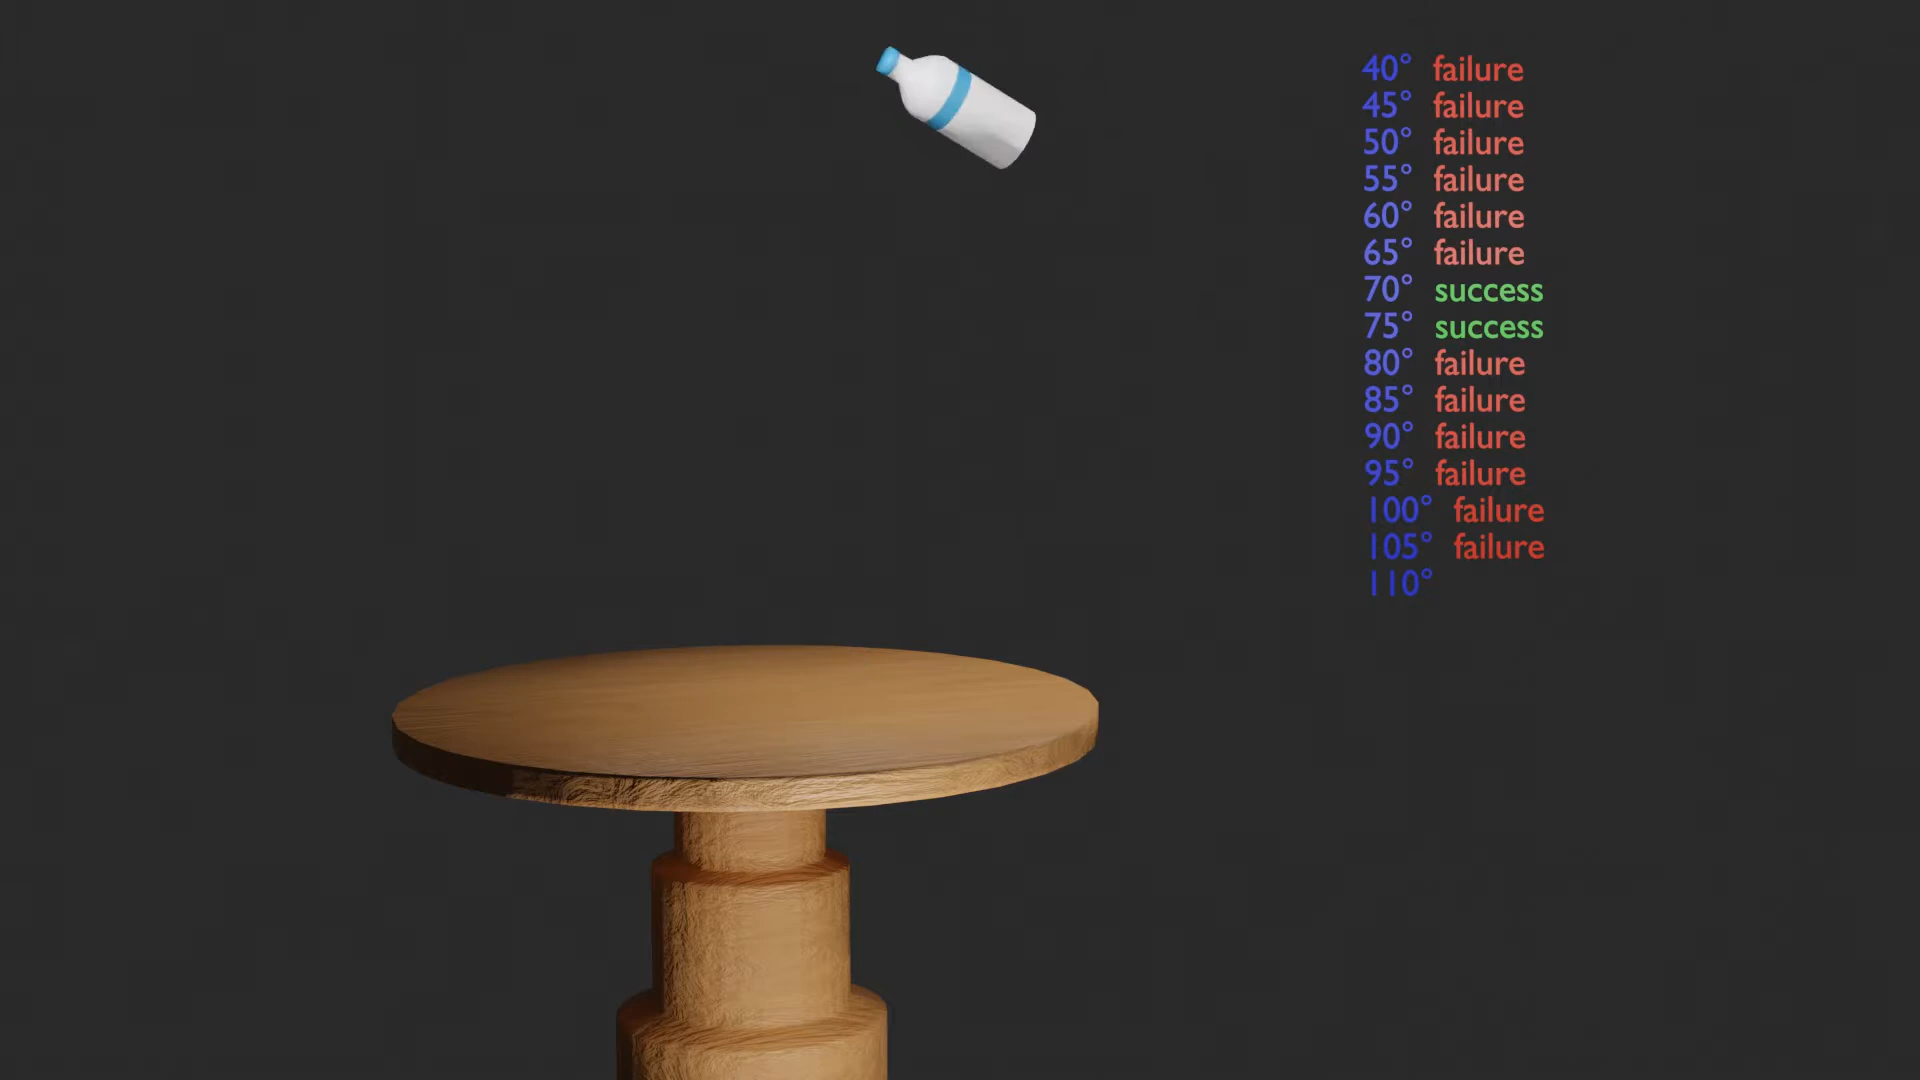 40° failure
45° failure
50° failure
55° failure
60° failure
65° failure
70° success
75° success
80° failure
85° failure
90° failure
95° failure
100° failure
105° failure
110°